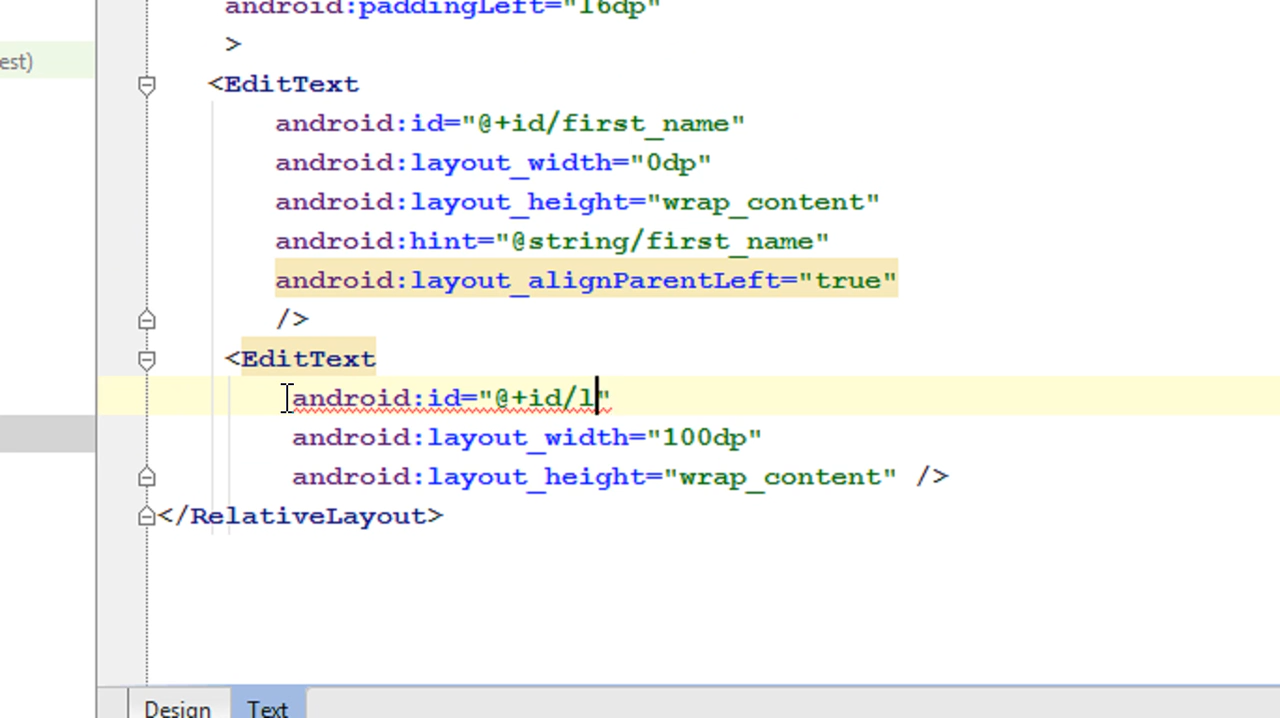 android:paddingLeft="16dp"
>
est)
<EditText
android:id="@+id/first_name"
android:layout_width="0dp"
android:layout_height="wrap_content"
android:hint="@string/first_name"
android:layout_alignParentLeft="true"
/>
<EditText
android:id="@+id/l"
android:layout_width="100dp"
android:layout_height="wrap_content" />
</RelativeLayout>
Design Text